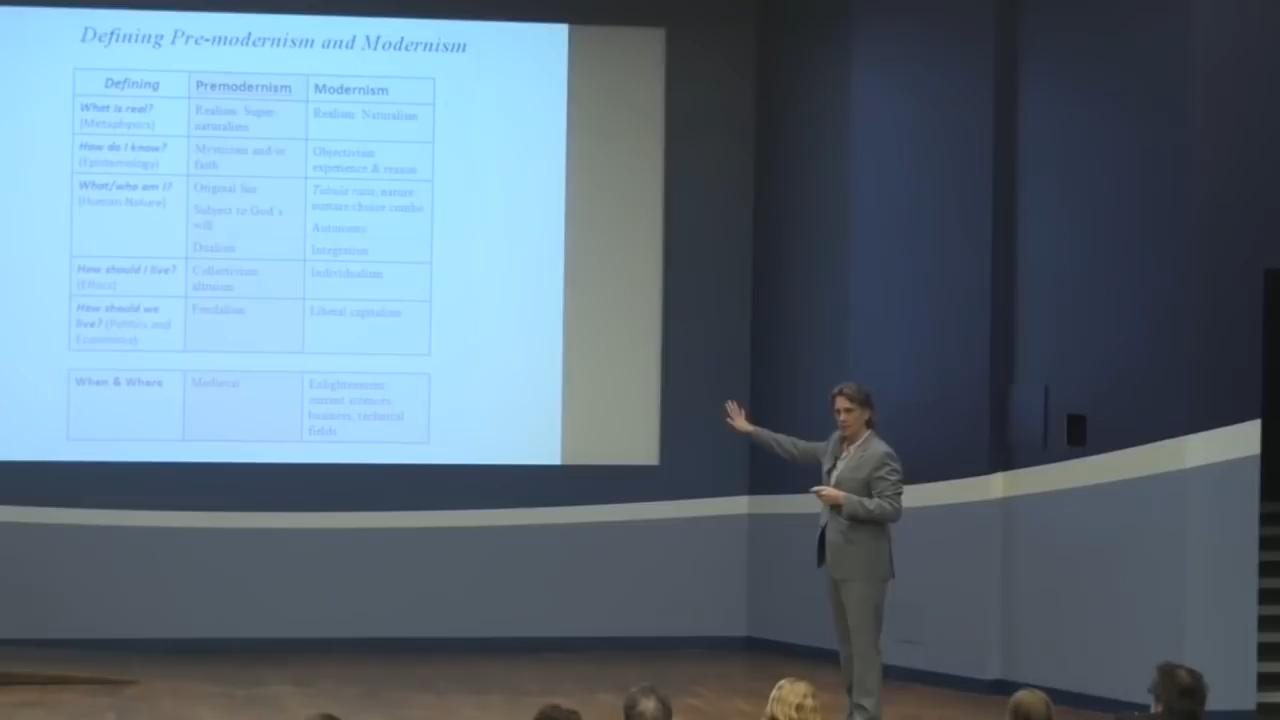 Defining Pre-modernism and Modernism
Defining
Premodernism
Modernism
What is real?
(Metaphysics)
Realism: Super-
naturalism
Realism: Naturalism
How do I know?
(Epistemology)
Mysticism and/or
faith
Objectivism:
experience & reason
What/who am I?
(Human Nature)
Original Sin
Subject to God's
will
Dualism
Tabula rasa, nature-
nurture-choice combo
Autonomy
Integration
How should I live?
(Ethics)
Collectivism:
altruism
Individualism
How should we
live? (Politics and
Economics)
Feudalism
Liberal capitalism
When & Where
Medieval
Enlightenment;
current sciences,
business, technical
fields